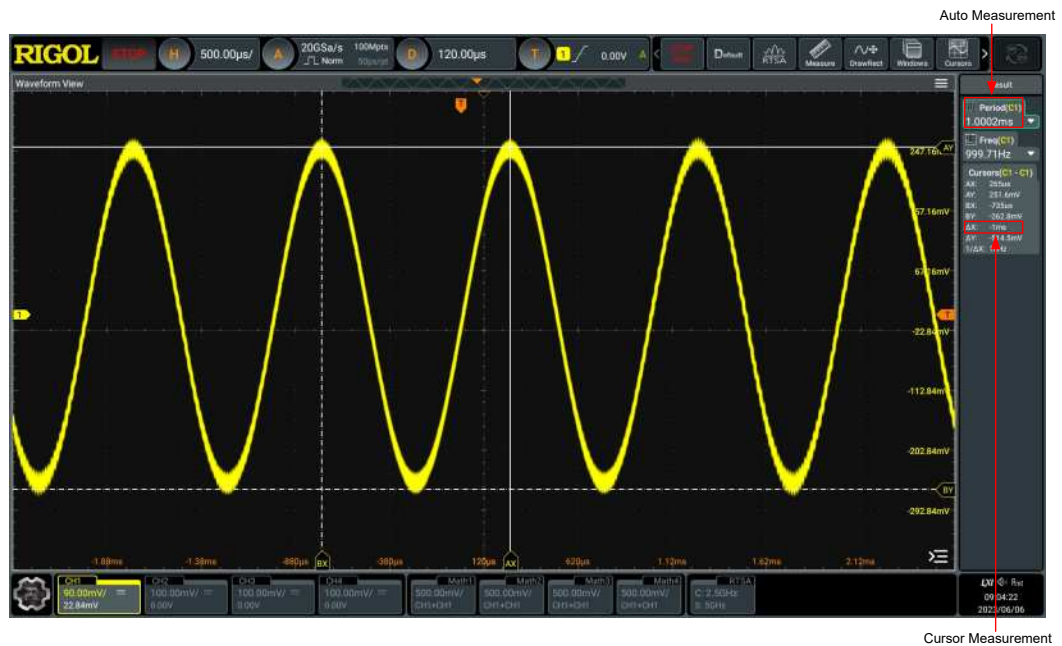 Auto Measurement
RIGOL STOP H 500.00µs/ A 20GSa/s 100Mpts D 120.00µs T 1 0.00V A Default RTSA Measure DrawRect Windows Cursors
Norm 50ps/pt
Waveform View Result
T
Period(C1)
1.0002ms
Freq(C1)
999.71Hz
Cursors(C1 - C1)
AX: 265us
AY: 251.6mV
BX: -735us
BY: -262.8mV
ΔX: -1ms
ΔY: -514.5mV
1/ΔX:
AY
67.16mV
-22.84mV
-112.84mV
-202.84mV
BY
-292.84mV
-1.88ms -1.38ms -880µs BX -380µs 120µs AX 620µs 1.12ms 1.62ms 2.12ms
CH1 CH2 CH3 CH4 Math1 Math2 Math3 Math4 RTSA
90.00mV/ 100.00mV/ 100.00mV/ 100.00mV/ 500.00mV/ 500.00mV/ 500.00mV/ 500.00mV/ C: 2.5GHz
22.84mV 0.00V 0.00V 0.00V CH1+CH1 CH1+CH1 CH1+CH1 CH1+CH1 S: 5GHz
LXI
09:04:22
2023/06/06
Cursor Measurement